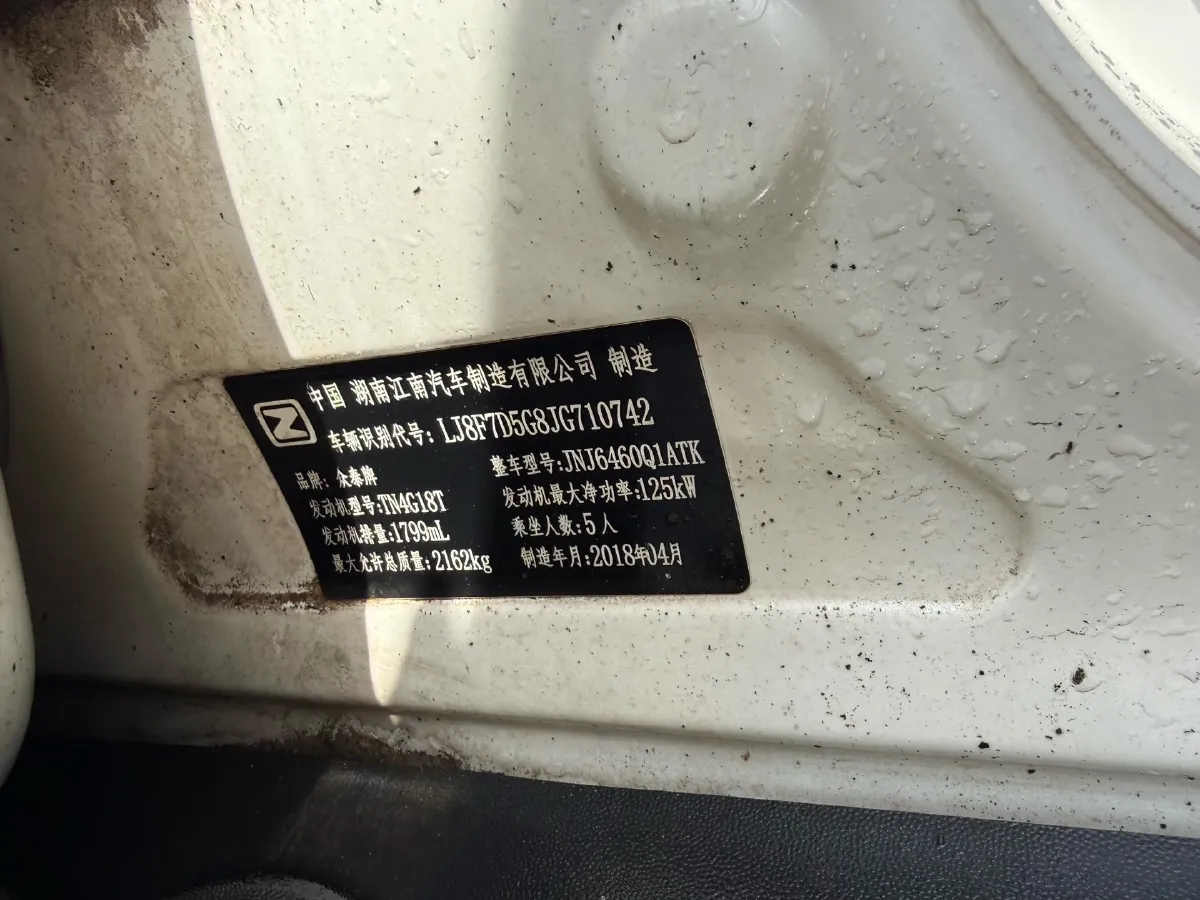 中国 湖南江南汽车制造有限公司 制造
车辆识别代号: LJ8F7D5G8JG710742
品牌: 众泰牌 整车型号:JNJ6460Q1ATK
发动机型号:TN4G18T 发动机最大净功率:125kW
发动机排量:1799mL 乘坐人数:5人
最大允许总质量:2162kg 制造年月:2018年04月